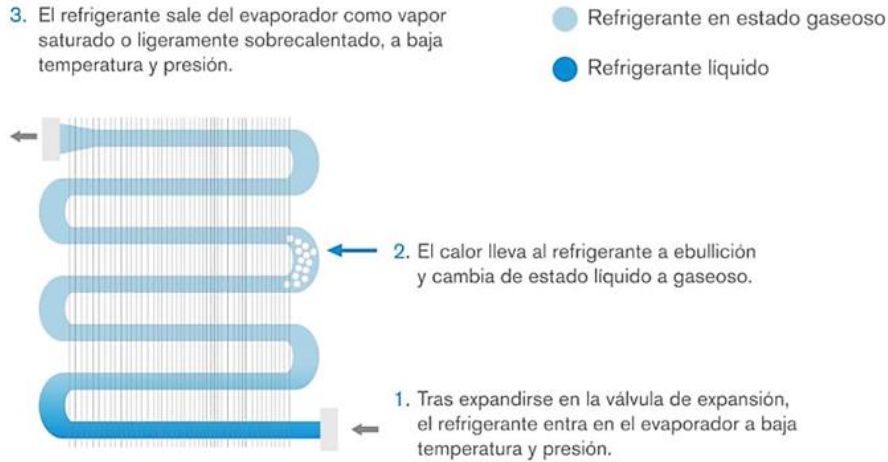 3. El refrigerante sale del evaporador como vapor
saturado o ligeramente sobrecalentado, a baja
temperatura y presión.
Refrigerante en estado gaseoso
Refrigerante líquido
2. El calor lleva al refrigerante a ebullición
y cambia de estado líquido a gaseoso.
1. Tras expandirse en la válvula de expansión,
el refrigerante entra en el evaporador a baja
temperatura y presión.